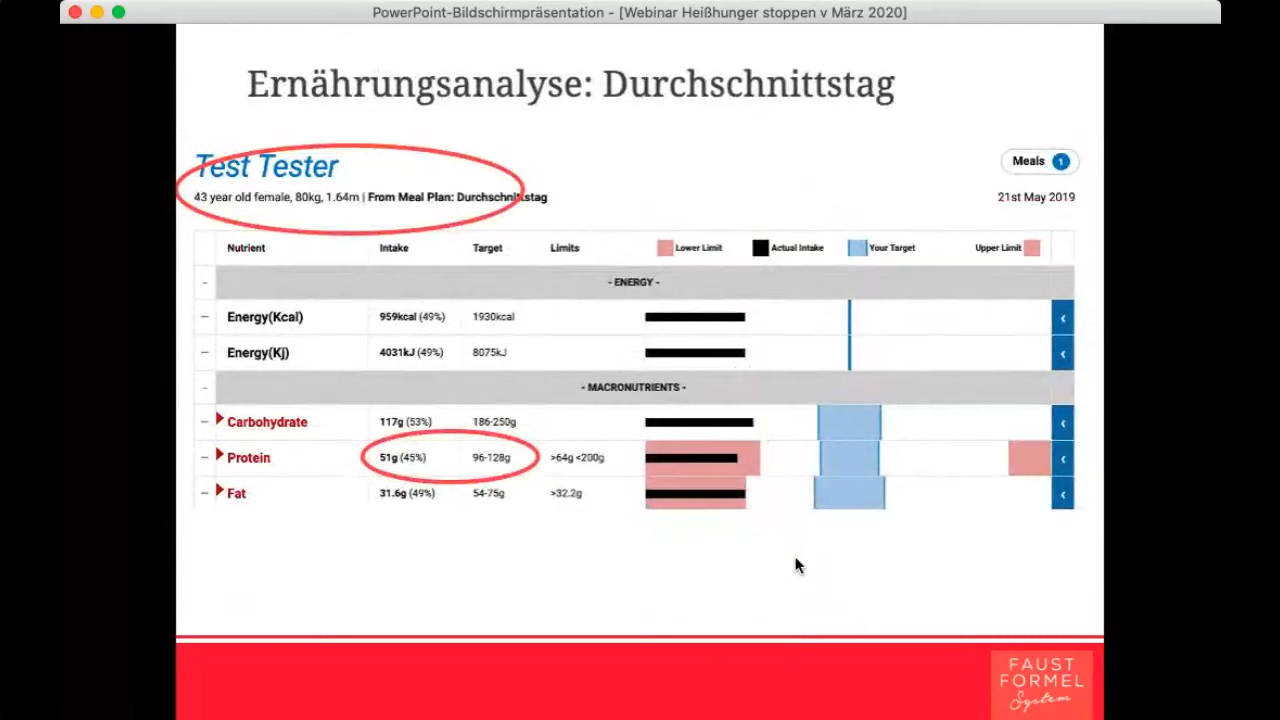 PowerPoint-Bildschirmpräsentation - [Webinar Heißhunger stoppen v März 2020]
Ernährungsanalyse: Durchschnittstag
Test Tester
Meals 1
43 year old female, 80kg, 1.64m | From Meal Plan: Durchschnittstag
21st May 2019
Nutrient Intake Target Limits Lower Limit Actual Intake Your Target Upper Limit
- - ENERGY -
– Energy(Kcal) 959kcal (49%) 1930kcal ‹
– Energy(Kj) 4031kJ (49%) 8075kJ ‹
- - MACRONUTRIENTS -
– Carbohydrate 117g (53%) 186-250g ‹
– Protein 51g (45%) 96-128g >64g <200g ‹
– Fat 31.6g (49%) 54-75g >32.2g ‹
FAUST
FORMEL
System